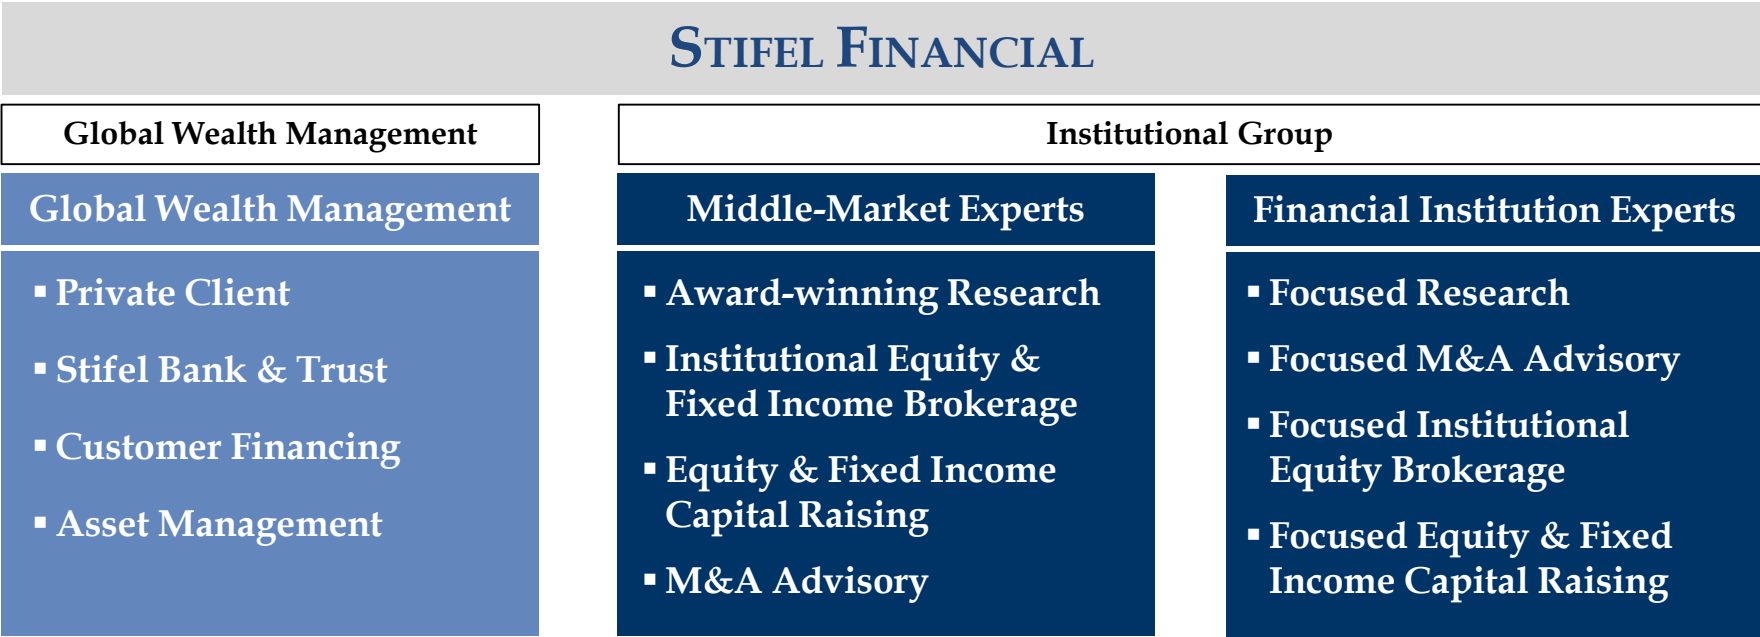 STIFEL FINANCIAL
Global Wealth Management
Institutional Group
Global Wealth Management
▪ Private Client
▪ Stifel Bank & Trust
▪ Customer Financing
▪ Asset Management
Middle-Market Experts
▪ Award-winning Research
▪ Institutional Equity &
Fixed Income Brokerage
▪ Equity & Fixed Income
Capital Raising
▪ M&A Advisory
Financial Institution Experts
▪ Focused Research
▪ Focused M&A Advisory
▪ Focused Institutional
Equity Brokerage
▪ Focused Equity & Fixed
Income Capital Raising